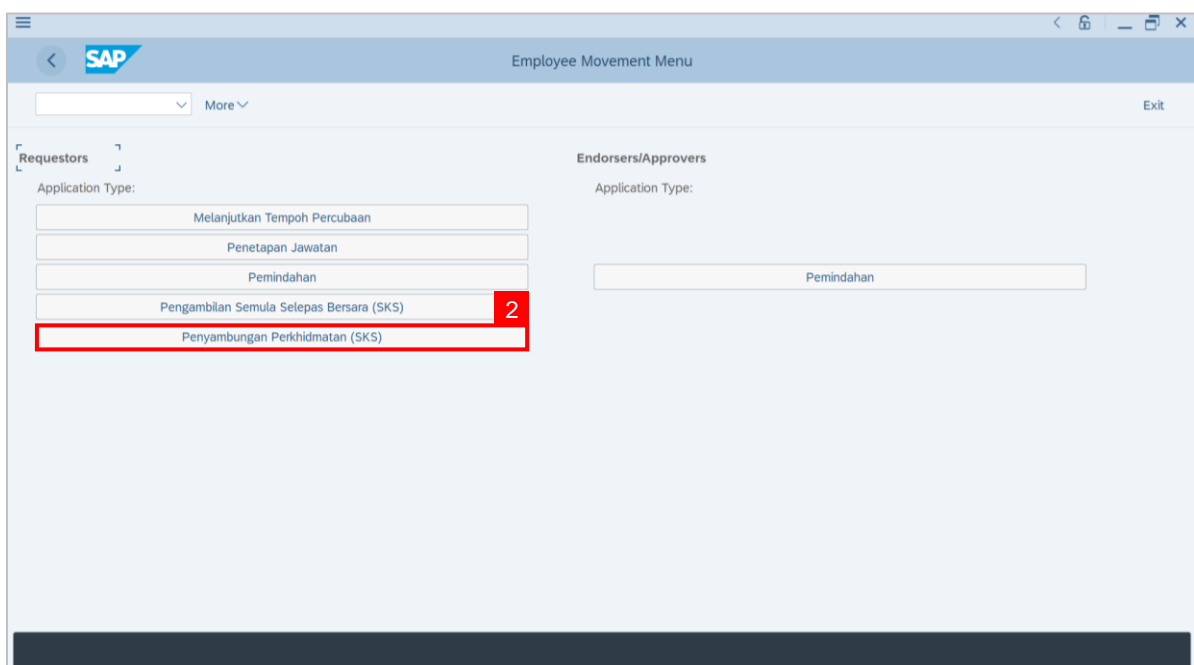 SAP
Employee Movement Menu
More
Exit
Requestors
Application Type:
Melanjutkan Tempoh Percubaan
Penetapan Jawatan
Pemindahan
Pengambilan Semula Selepas Bersara (SKS)
2
Penyambungan Perkhidmatan (SKS)
Endorsers/Approvers
Application Type:
Pemindahan